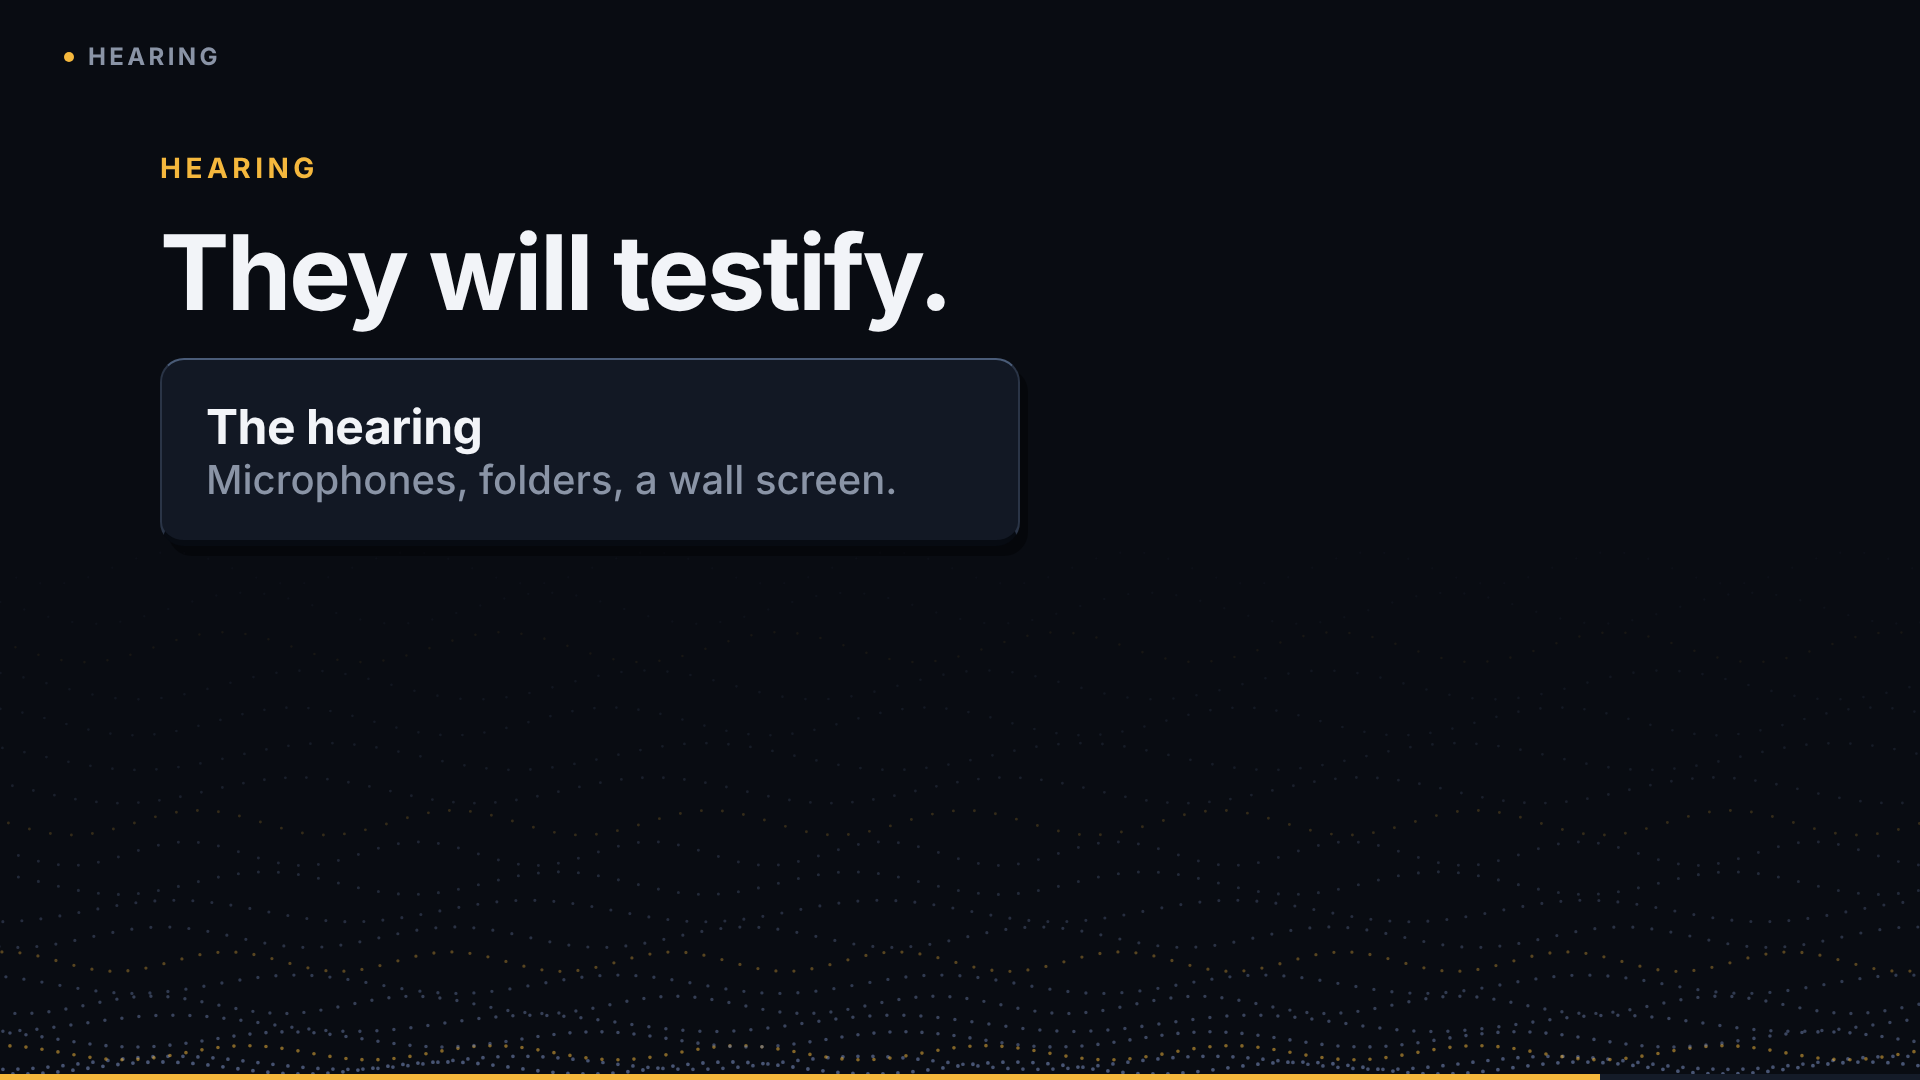 HEARING
HEARING
They will testify.
The hearing
Microphones, folders, a wall screen.